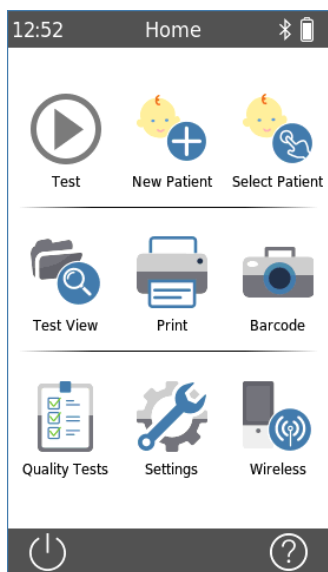 12:52 Home
Test New Patient Select Patient
Test View Print Barcode
Quality Tests Settings Wireless
?